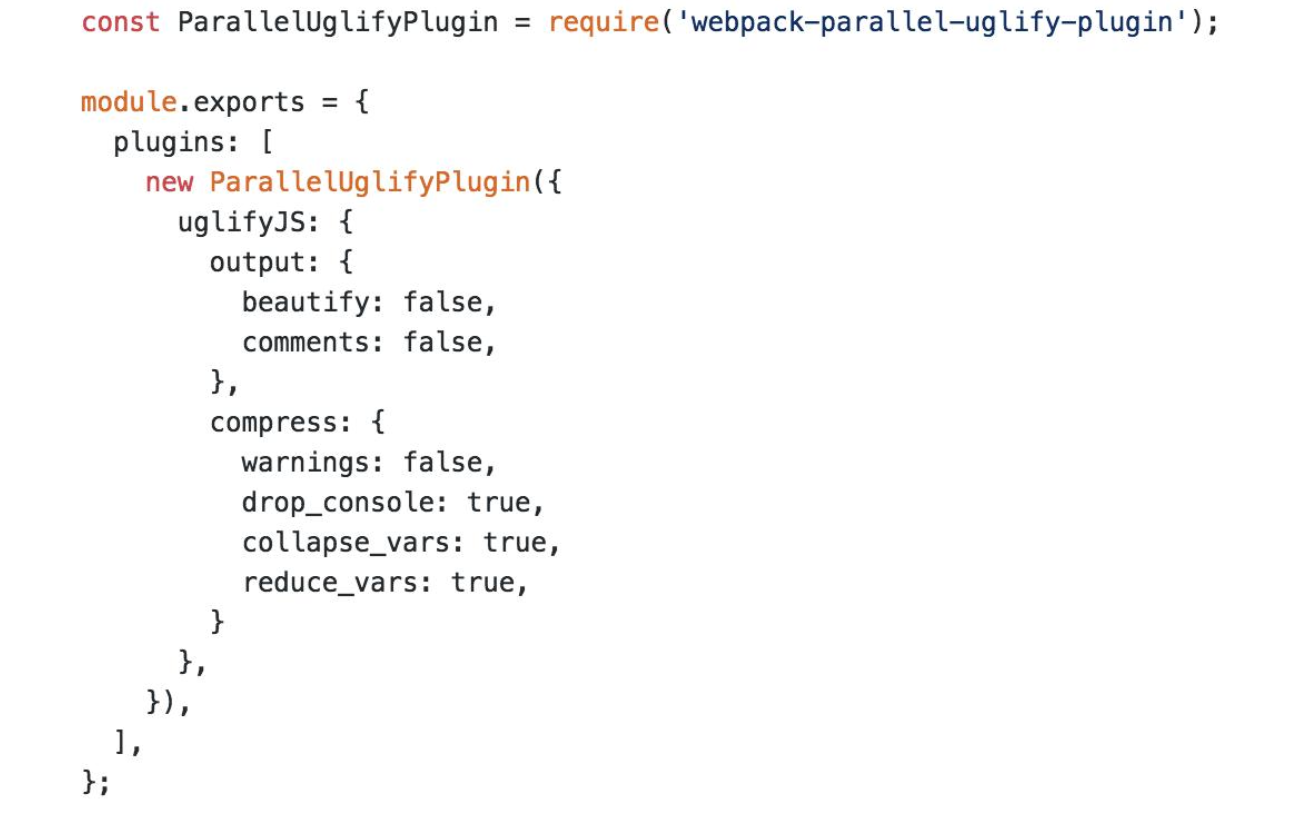 const ParallelUglifyPlugin = require('webpack-parallel-uglify-plugin');

module.exports = {
  plugins: [
    new ParallelUglifyPlugin({
      uglifyJS: {
        output: {
          beautify: false,
          comments: false,
        },
        compress: {
          warnings: false,
          drop_console: true,
          collapse_vars: true,
          reduce_vars: true,
        }
      },
    }),
  ],
};